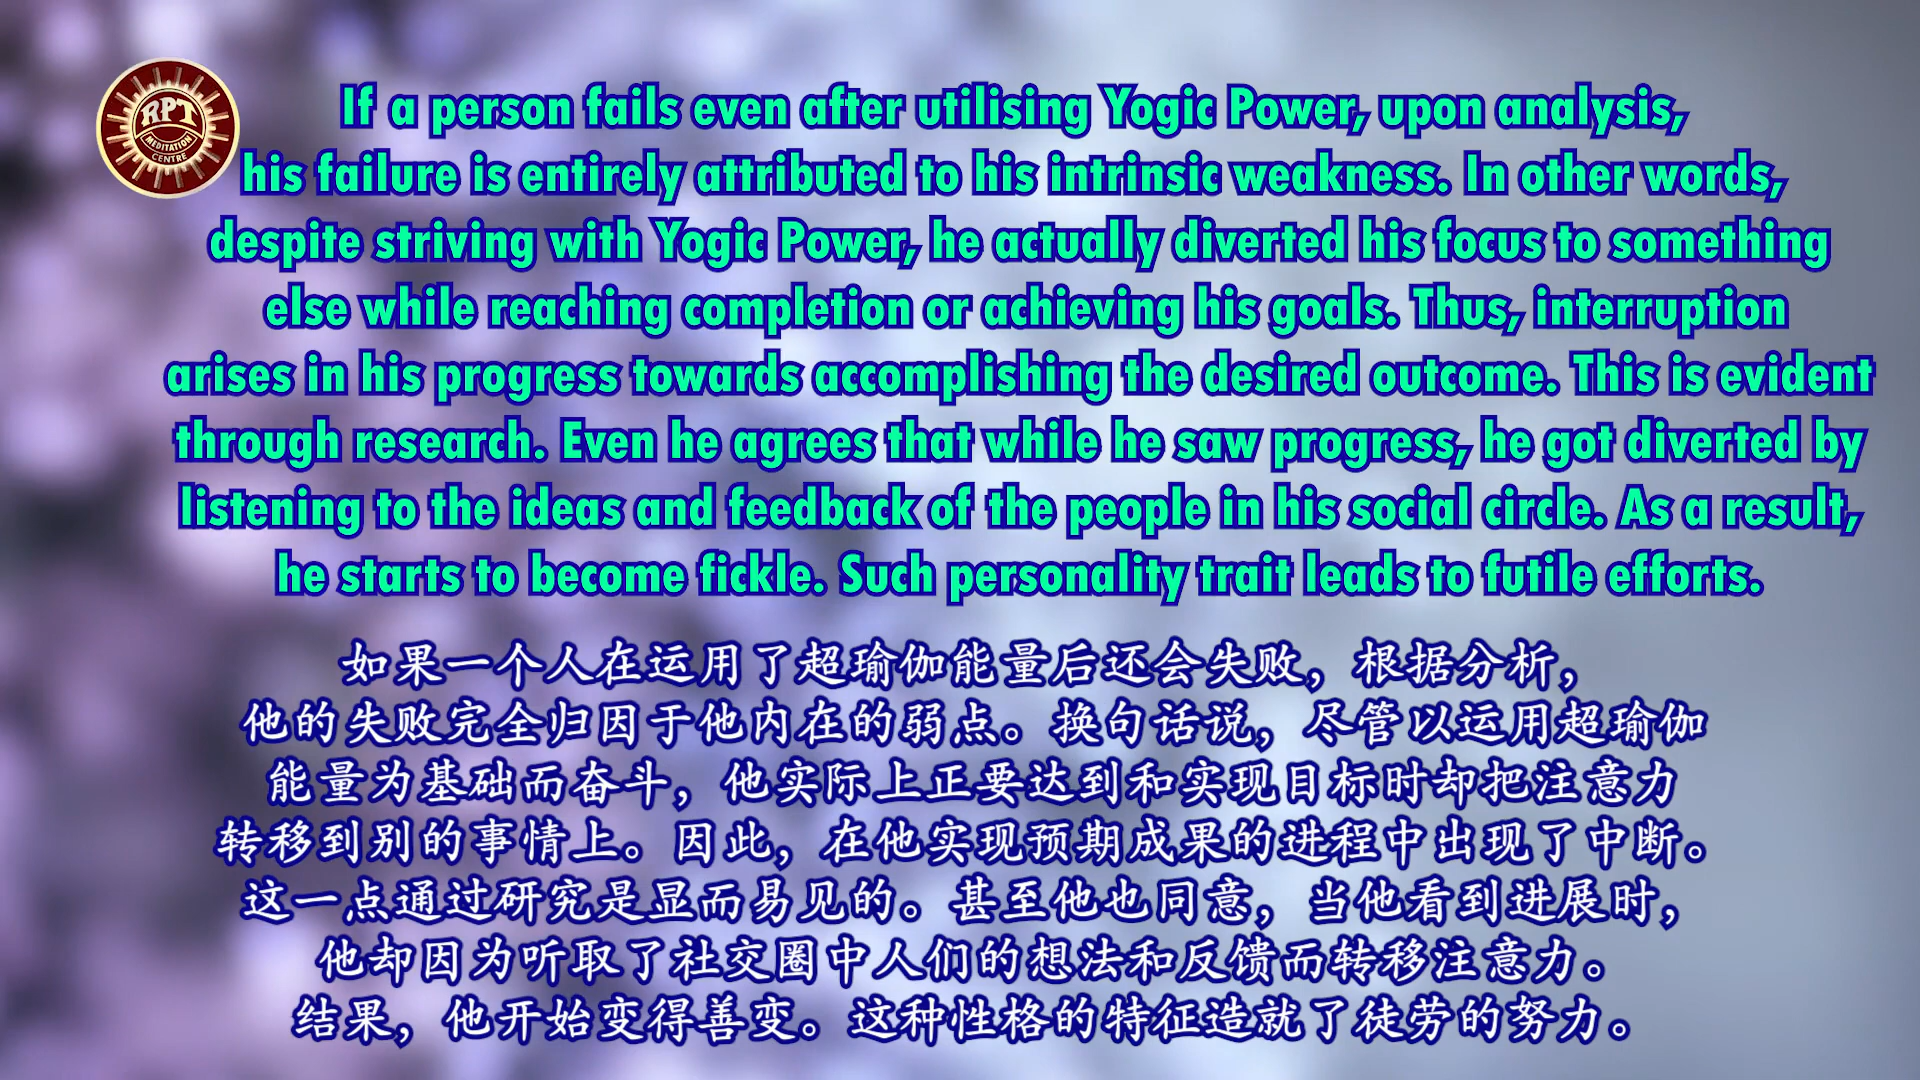 RPT
MEDITATION
CENTRE
If a person fails even after utilising Yogic Power, upon analysis,
his failure is entirely attributed to his intrinsic weakness. In other words,
despite striving with Yogic Power, he actually diverted his focus to something
else while reaching completion or achieving his goals. Thus, interruption
arises in his progress towards accomplishing the desired outcome. This is evident
through research. Even he agrees that while he saw progress, he got diverted by
listening to the ideas and feedback of the people in his social circle. As a result,
he starts to become fickle. Such personality trait leads to futile efforts.
如果一个人在运用了超瑜伽能量后还会失败，根据分析，
他的失败完全归因于他内在的弱点。换句话说，尽管以运用超瑜伽
能量为基础而奋斗，他实际上正要达到和实现目标时却把注意力
转移到别的事情上。因此，在他实现预期成果的进程中出现了中断。
这一点通过研究是显而易见的。甚至他也同意，当他看到进展时，
他却因为听取了社交圈中人们的想法和反馈而转移注意力。
结果，他开始变得善变。这种性格的特征造就了徒劳的努力。